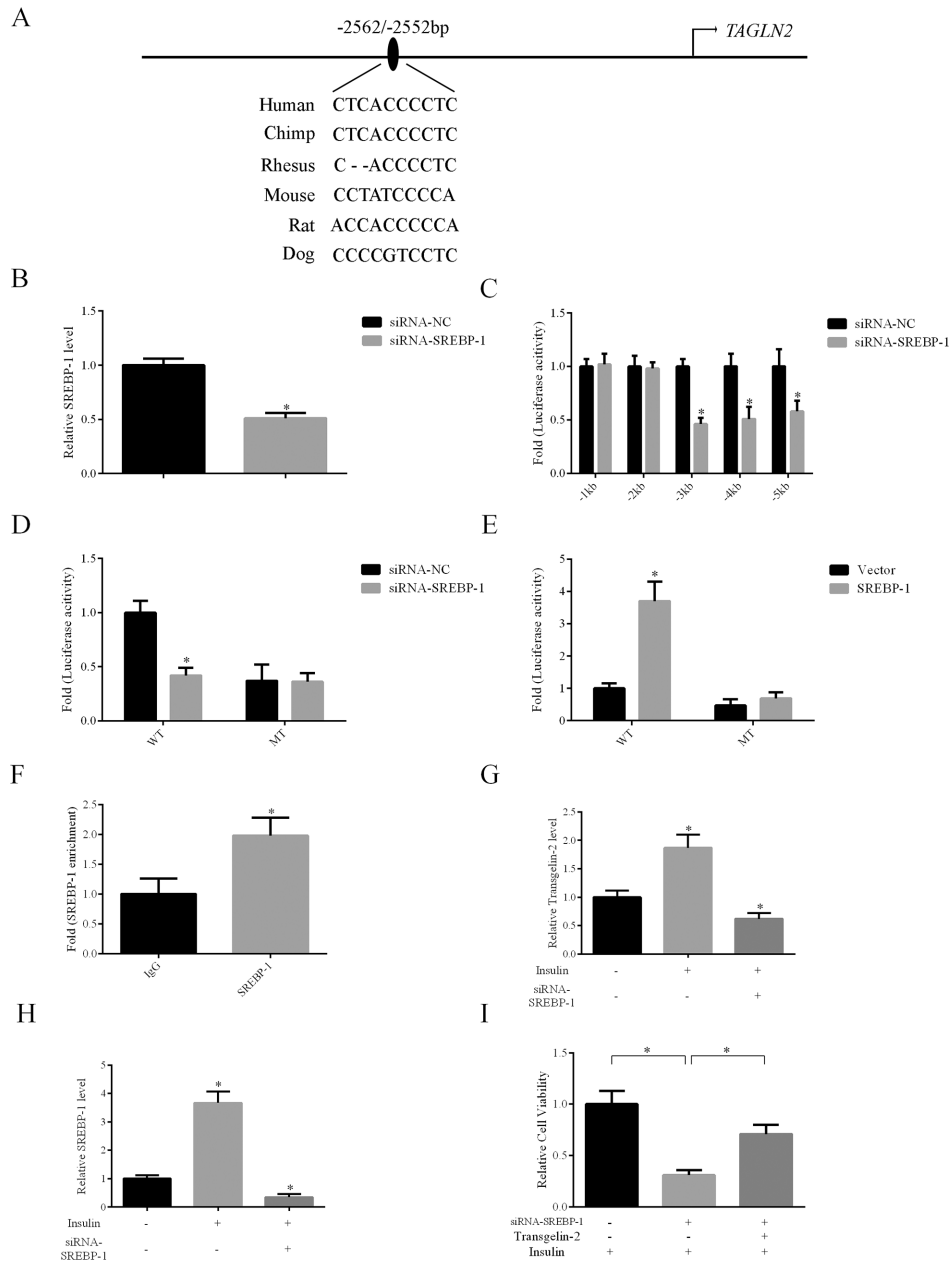 A
-2562/-2552bp
TAGLN2
Human CTCACCCCTC
Chimp CTCACCCCTC
Rhesus C - -ACCCCTC
Mouse CCTATCCCCA
Rat ACCACCCCCA
Dog CCCCGTCCTC
B
Relative SREBP-1 level
1.5
1.0
0.5
0.0
*
siRNA-NC
siRNA-SREBP-1
C
Fold (Luciferase acitivity)
1.5
1.0
0.5
0.0
* * *
-1kb -2kb -3kb -4kb -5kb
siRNA-NC
siRNA-SREBP-1
D
Fold (Luciferase acitivity)
1.5
1.0
0.5
0.0
*
WT MT
siRNA-NC
siRNA-SREBP-1
E
Fold (Luciferase acitivity)
5
4
3
2
1
0
*
WT MT
Vector
SREBP-1
F
Fold (SREBP-1 enrichment)
2.5
2.0
1.5
1.0
0.5
0.0
*
IgG SREBP-1
G
Relative Transgelin-2 level
2.5
2.0
1.5
1.0
0.5
0.0
* *
Insulin - + +
siRNA-
SREBP-1 - - +
H
Relative SREBP-1 level
5
4
3
2
1
0
* *
Insulin - + +
siRNA-
SREBP-1 - - +
I
Relative Cell Viability
1.5
1.0
0.5
0.0
* *
siRNA-SREBP-1 - + +
Transgelin-2 - - +
Insulin + + +